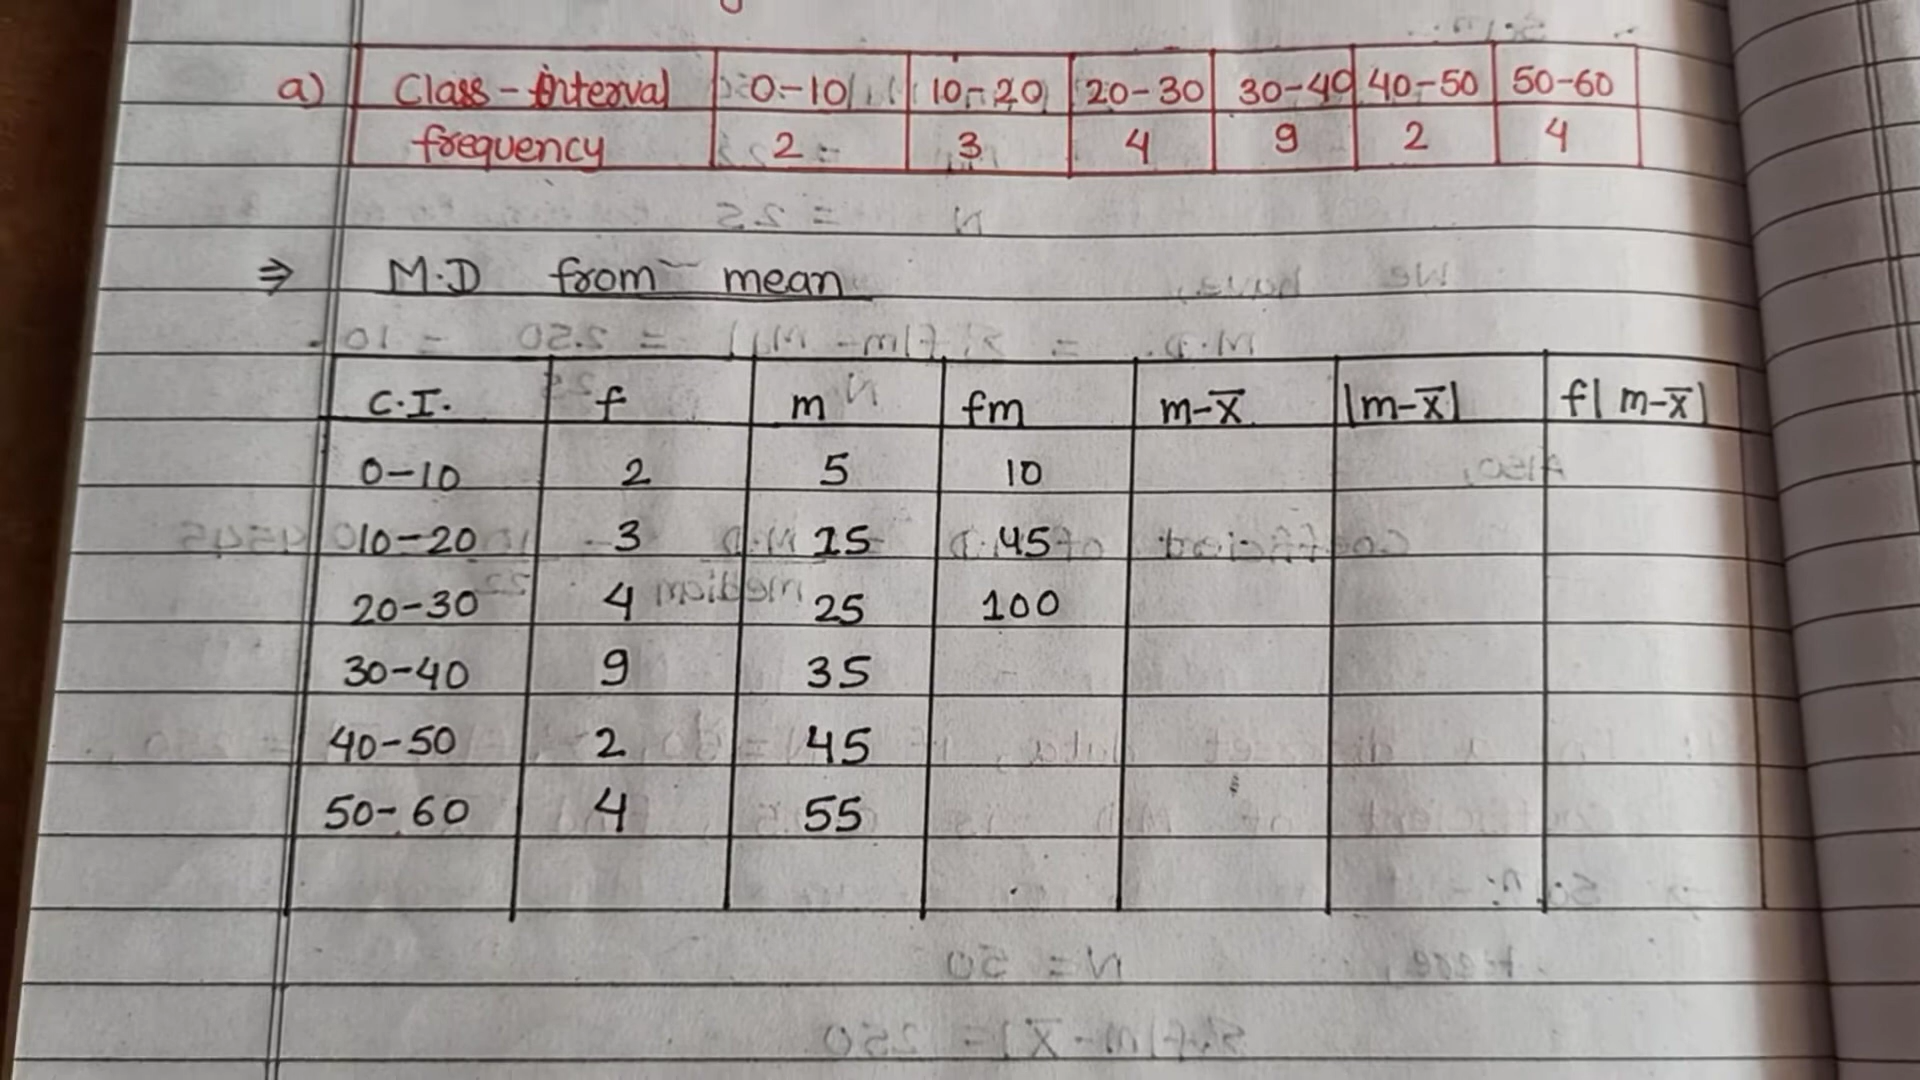 a) Class-interval 0-10 10-20 20-30 30-40 40-50 50-60
frequency 2 3 4 9 2 4
⇒ M.D from mean
C.I. f m fm m-x̄ |m-x̄| f|m-x̄|
0-10 2 5 10
10-20 3 15 45
20-30 4 25 100
30-40 9 35
40-50 2 45
50-60 4 55